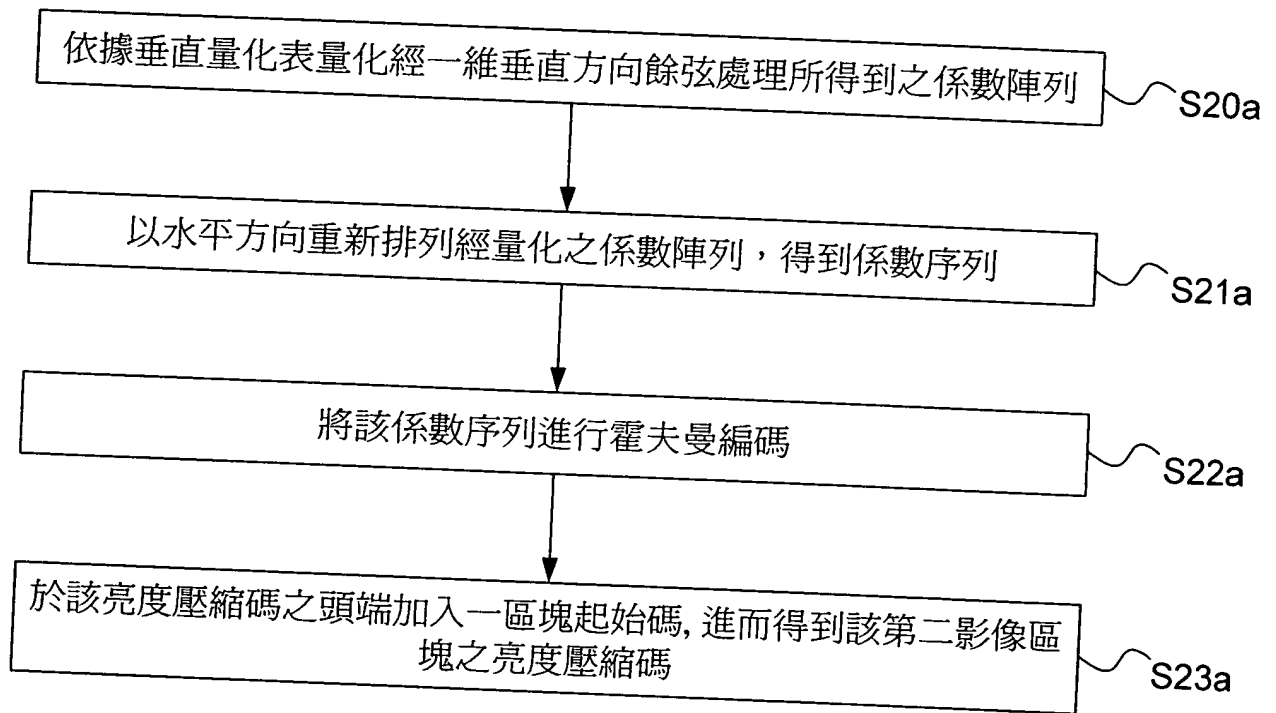 依據垂直量化表量化經一維垂直方向餘弦處理所得到之係數陣列
S20a
以水平方向重新排列經量化之係數陣列，得到係數序列
S21a
將該係數序列進行霍夫曼編碼
S22a
於該亮度壓縮碼之頭端加入一區塊起始碼, 進而得到該第二影像區
塊之亮度壓縮碼
S23a